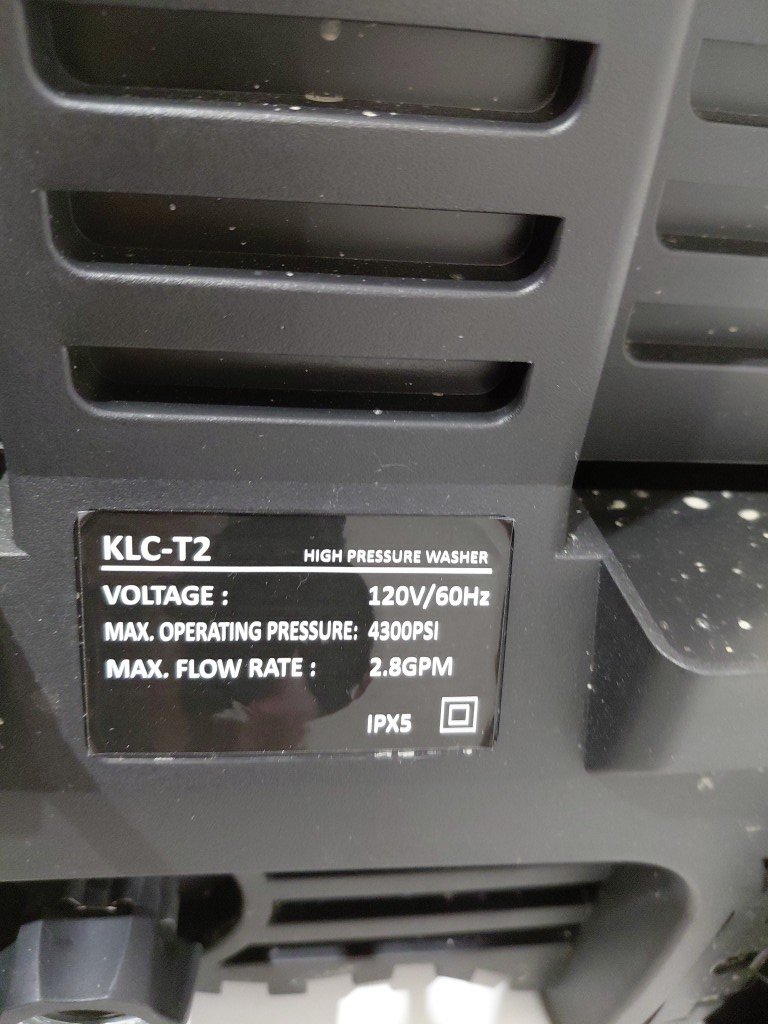 KLC-T2 HIGH PRESSURE WASHER
VOLTAGE : 120V/60Hz
MAX. OPERATING PRESSURE: 4300PSI
MAX. FLOW RATE : 2.8GPM
IPX5